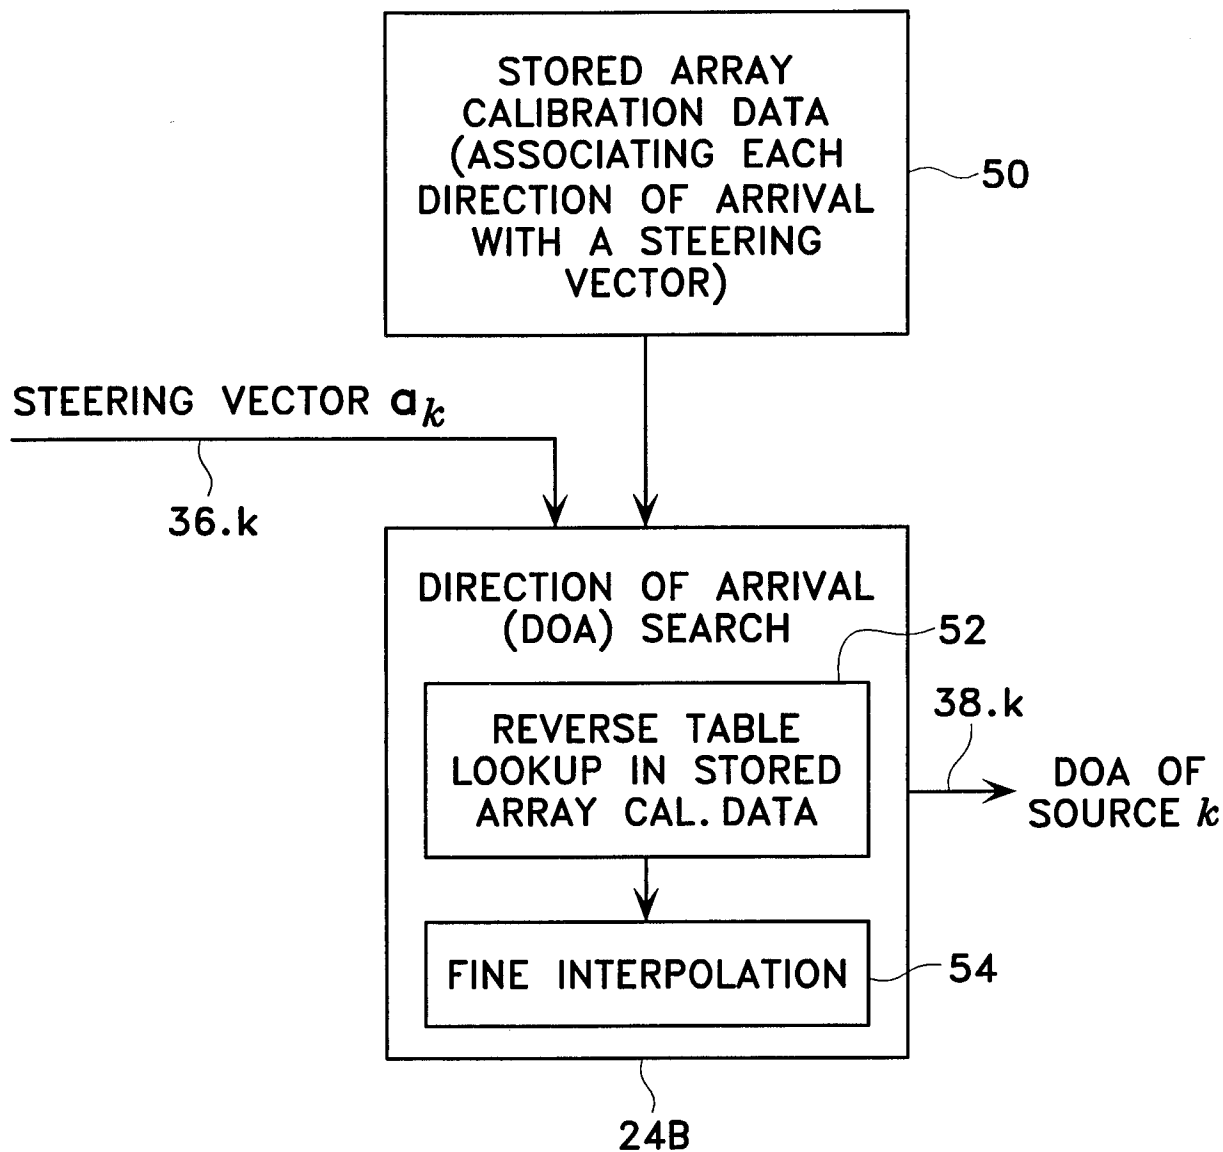 STORED ARRAY
CALIBRATION DATA
(ASSOCIATING EACH
DIRECTION OF ARRIVAL
WITH A STEERING
VECTOR)
50
STEERING VECTOR ak
36.k
DIRECTION OF ARRIVAL
(DOA) SEARCH
52
REVERSE TABLE
LOOKUP IN STORED
ARRAY CAL. DATA
38.k
DOA OF
SOURCE k
FINE INTERPOLATION
54
24B